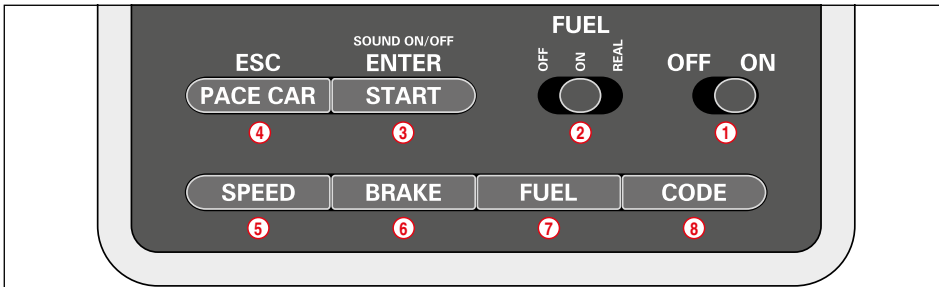 FUEL
SOUND ON/OFF
OFF ON REAL
ESC ENTER OFF ON
PACE CAR START
4 3 2 1
SPEED BRAKE FUEL CODE
5 6 7 8